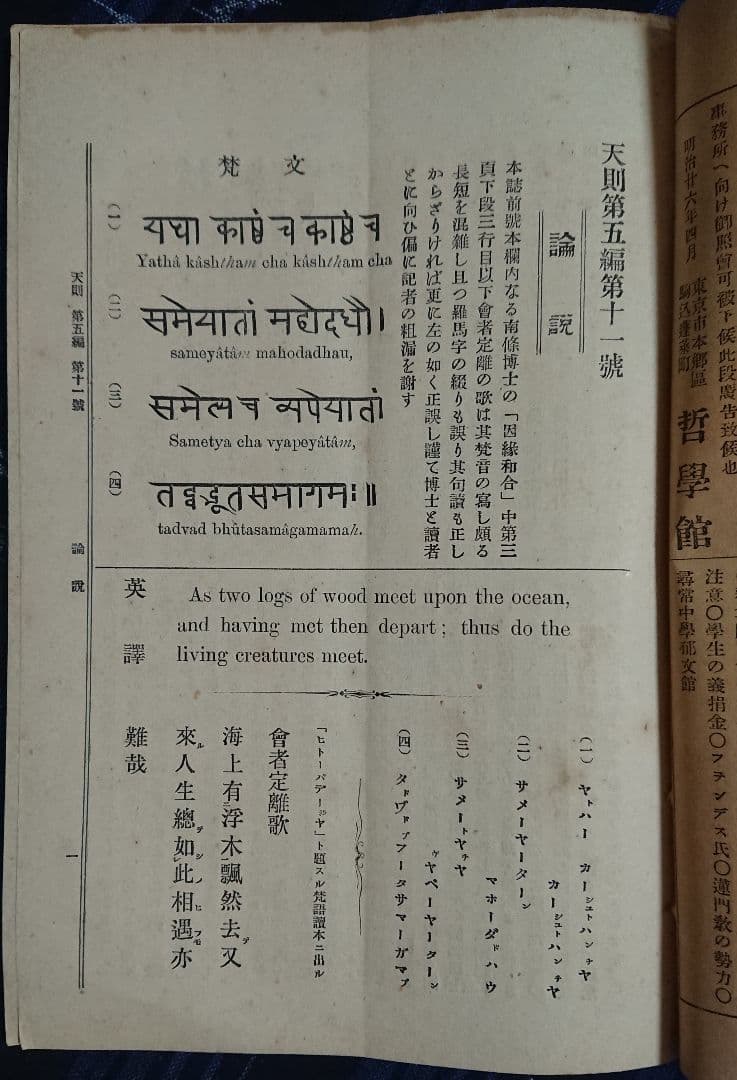 事務所へ向け御照會可被下候此段廣告致候也
明治廿六年四月
東京市本郷區
駒込蓬萊町
哲學館
注意〇學生の義捐金〇フランデス氏〇蓮門敎の勢力〇
尋常中學郁文館
天則第五編第十一號
論說
本誌前號本欄內なる南條博士の「因緣和合」中第三
頁下段三行目以下會者定離の歌は其梵音の寫し頗る
長短を混雜し且つ羅馬字の綴りも誤り其句讀も正し
からざりければ更に左の如く正誤し謹て博士と讀者
とに向ひ偏に記者の粗漏を謝す
梵文
(一)
यथा काष्ठं च काष्ठं च
Yathâ kâshtham cha kâshtham cha
(二)
समेयातां महोदधौ।
sameyâtâm mahodadhau,
(三)
समेत्य च व्यपेयातां
Sametya cha vyapeyâtâm,
(四)
तद्वद्भूतसमागमः॥
tadvad bhûtasamâgamamah.
英譯
As two logs of wood meet upon the ocean,
and having met then depart; thus do the
living creatures meet.
(一) ヤトハー カーシュトハンチヤ
カーシュトハンチヤ
(二) サメーヤーターン
マホーダドハウ
(三) サメートヤチヤ
ヴヤペーヤーターン
(四) タドヴドブフータサマーガマフ
「ヒトーパデーシヤ」ト題スル梵語讀本ニ出ル
會者定離歌
海上有浮木飄然去又
來人生總如此相遇亦
難哉
天則 第五編 第十一號
論說
一